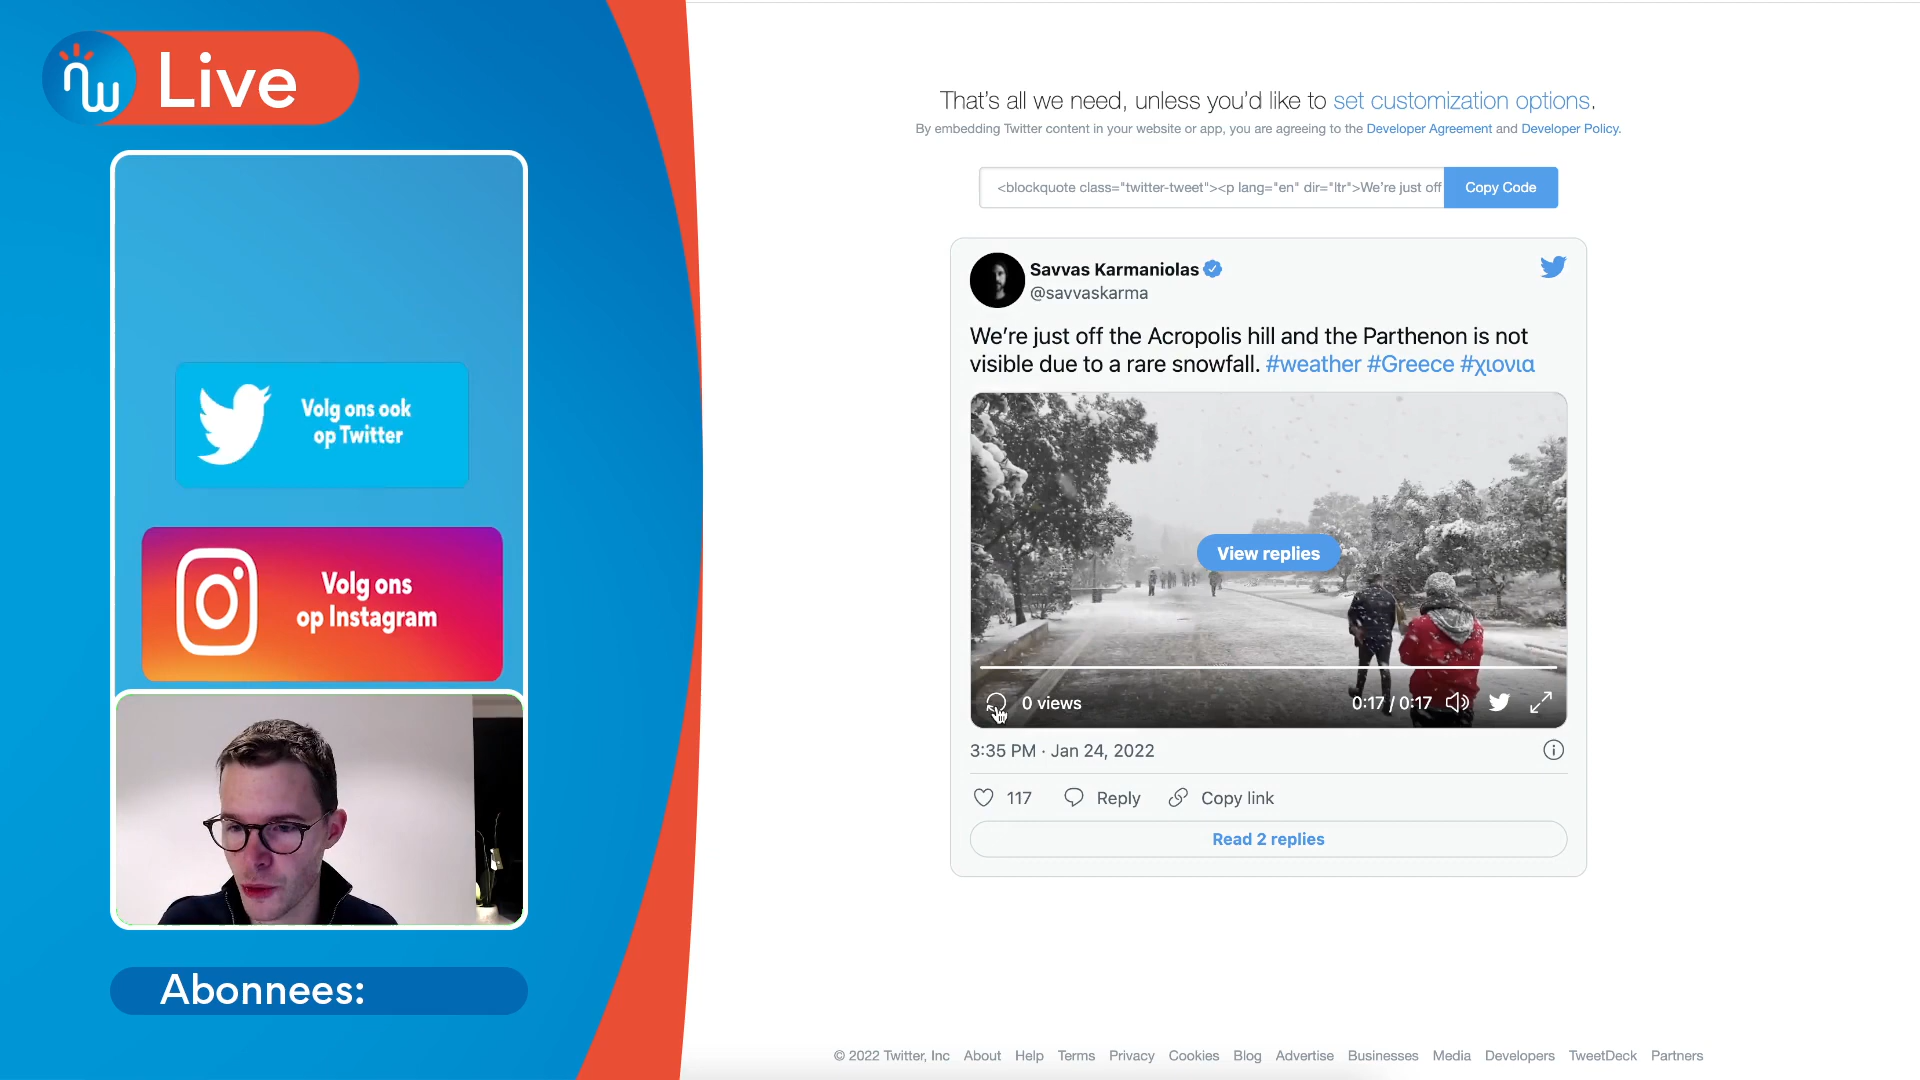 nw Live
Volg ons ook
op Twitter
Volg ons
op Instagram
Abonnees:
That’s all we need, unless you’d like to set customization options.
By embedding Twitter content in your website or app, you are agreeing to the Developer Agreement and Developer Policy.
<blockquote class="twitter-tweet"><p lang="en" dir="ltr">We’re just off
Copy Code
Savvas Karmaniolas
@savvaskarma
We’re just off the Acropolis hill and the Parthenon is not
visible due to a rare snowfall. #weather #Greece #χιονια
View replies
0 views
0:17 / 0:17
3:35 PM · Jan 24, 2022
117 Reply Copy link
Read 2 replies
© 2022 Twitter, Inc About Help Terms Privacy Cookies Blog Advertise Businesses Media Developers TweetDeck Partners